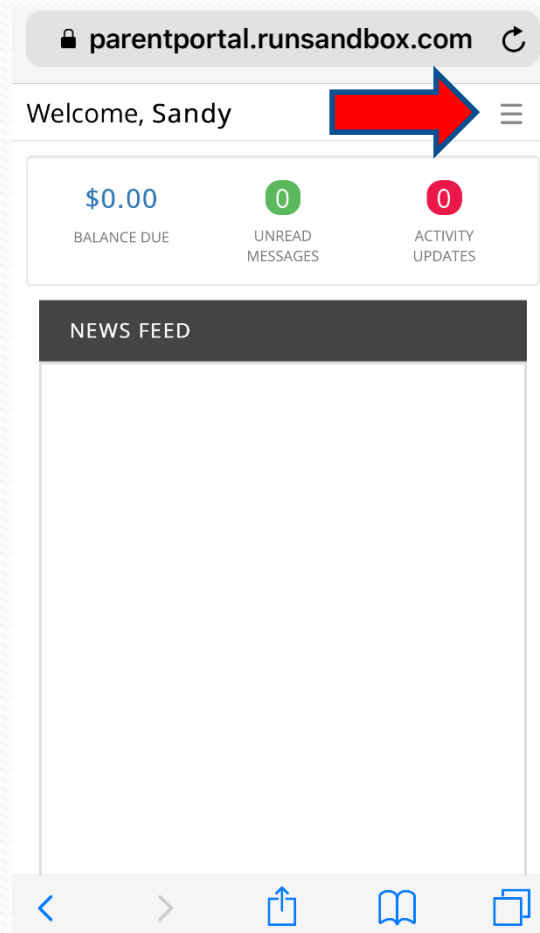 parentportal.runsandbox.com
Welcome, Sandy
$0.00 0 0
BALANCE DUE UNREAD ACTIVITY
MESSAGES UPDATES
NEWS FEED